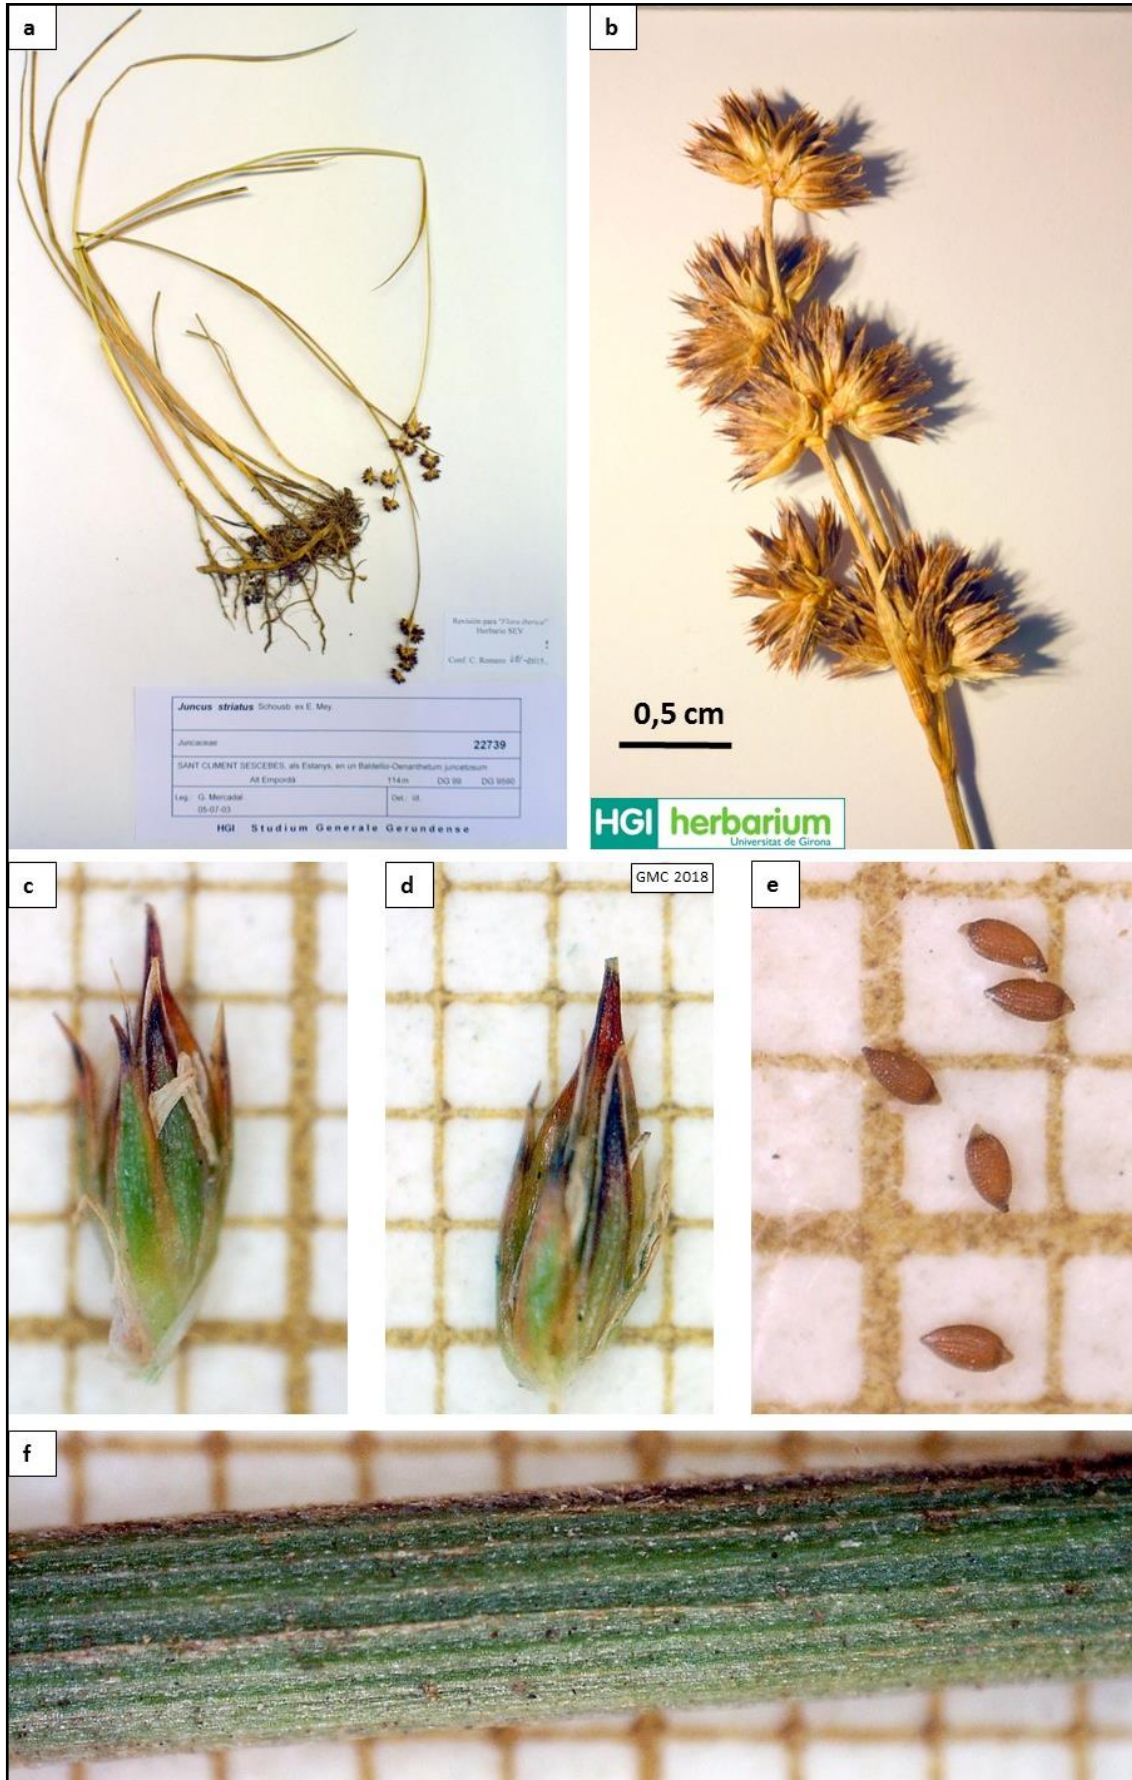 a
b
Revisión para "Flora iberica"
Herbario SEV
!
Conf. C. Romero
Juncus striatus Schousb. ex E. Mey.
Juncaceae
22739
SANT CLIMENT SESCEBES, als Estanys, en un Baldellio-Oenanthetum juncetosum
Alt Empordà 114m DG 99 DG 9890
Leg.: G. Mercadal
05-07-03
Det.: Id.
HGI Studium Generale Gerundense
0,5 cm
HGI herbarium
Universitat de Girona
c
d
GMC 2018
e
f